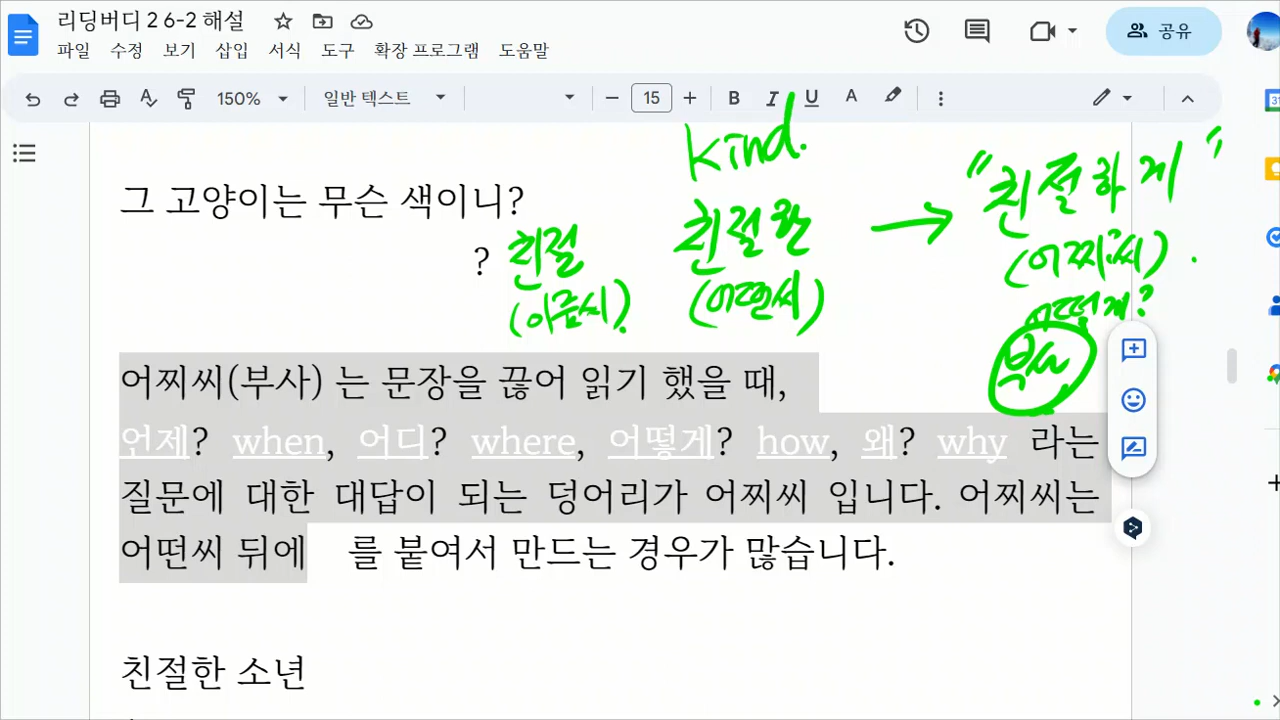 리딩버디 2 6-2 해설
파일 수정 보기 삽입 서식 도구 확장 프로그램 도움말
공유
150% 일반 텍스트 15 B I U A
31
kind.
그 고양이는 무슨 색이니?
? 친절 친절한 → "친절하게"
(이름씨). (어떤씨) (어찌씨).
어떻게?
부사
어찌씨(부사) 는 문장을 끊어 읽기 했을 때,
언제? when, 어디? where, 어떻게? how, 왜? why 라는
질문에 대한 대답이 되는 덩어리가 어찌씨 입니다. 어찌씨는
어떤씨 뒤에 를 붙여서 만드는 경우가 많습니다.
친절한 소년